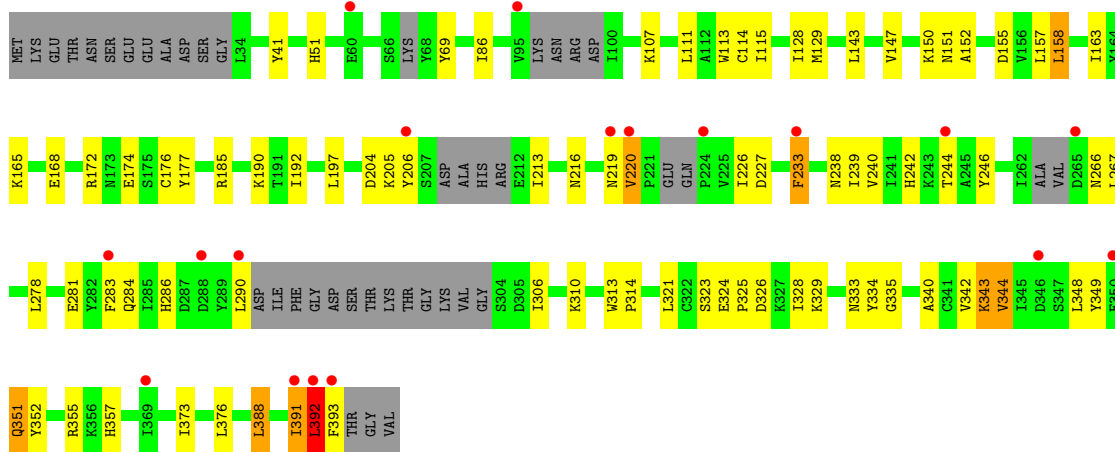 MET LYS GLU THR ASN SER GLU GLU ALA ASP SER GLY L34 Y41 H51 E60 S66 LYS Y68 Y69 I86 V95 LYS ASN ARG ASP I100 K107 L111 A112 W113 C114 I115 I128 M129 L143 V147 K150 N151 A152 D155 V156 L157 L158 I163 Y164
K165 E168 R172 N173 E174 S175 C176 Y177 R185 K190 T191 I192 L197 D204 K205 Y206 S207 ASP ALA HIS ARG E212 I213 N216 N219 V220 P221 GLU GLN P224 V225 I226 D227 F233 N238 I239 V240 I241 H242 K243 T244 A245 Y246 I262 ALA VAL D265 N266 L267
L278 E281 Y282 F283 Q284 I285 H286 D287 D288 Y289 L290 ASP ILE PHE GLY ASP SER THR LYS THR GLY LYS VAL GLY S304 D305 I306 K310 W313 P314 L321 C322 S323 E324 P325 D326 K327 I328 K329 N333 Y334 G335 A340 C341 V342 K343 V344 I345 D346 S347 L348 Y349 E350
Q351 Y352 R355 K356 H357 I369 I373 L376 L388 I391 L392 F393 THR GLY VAL